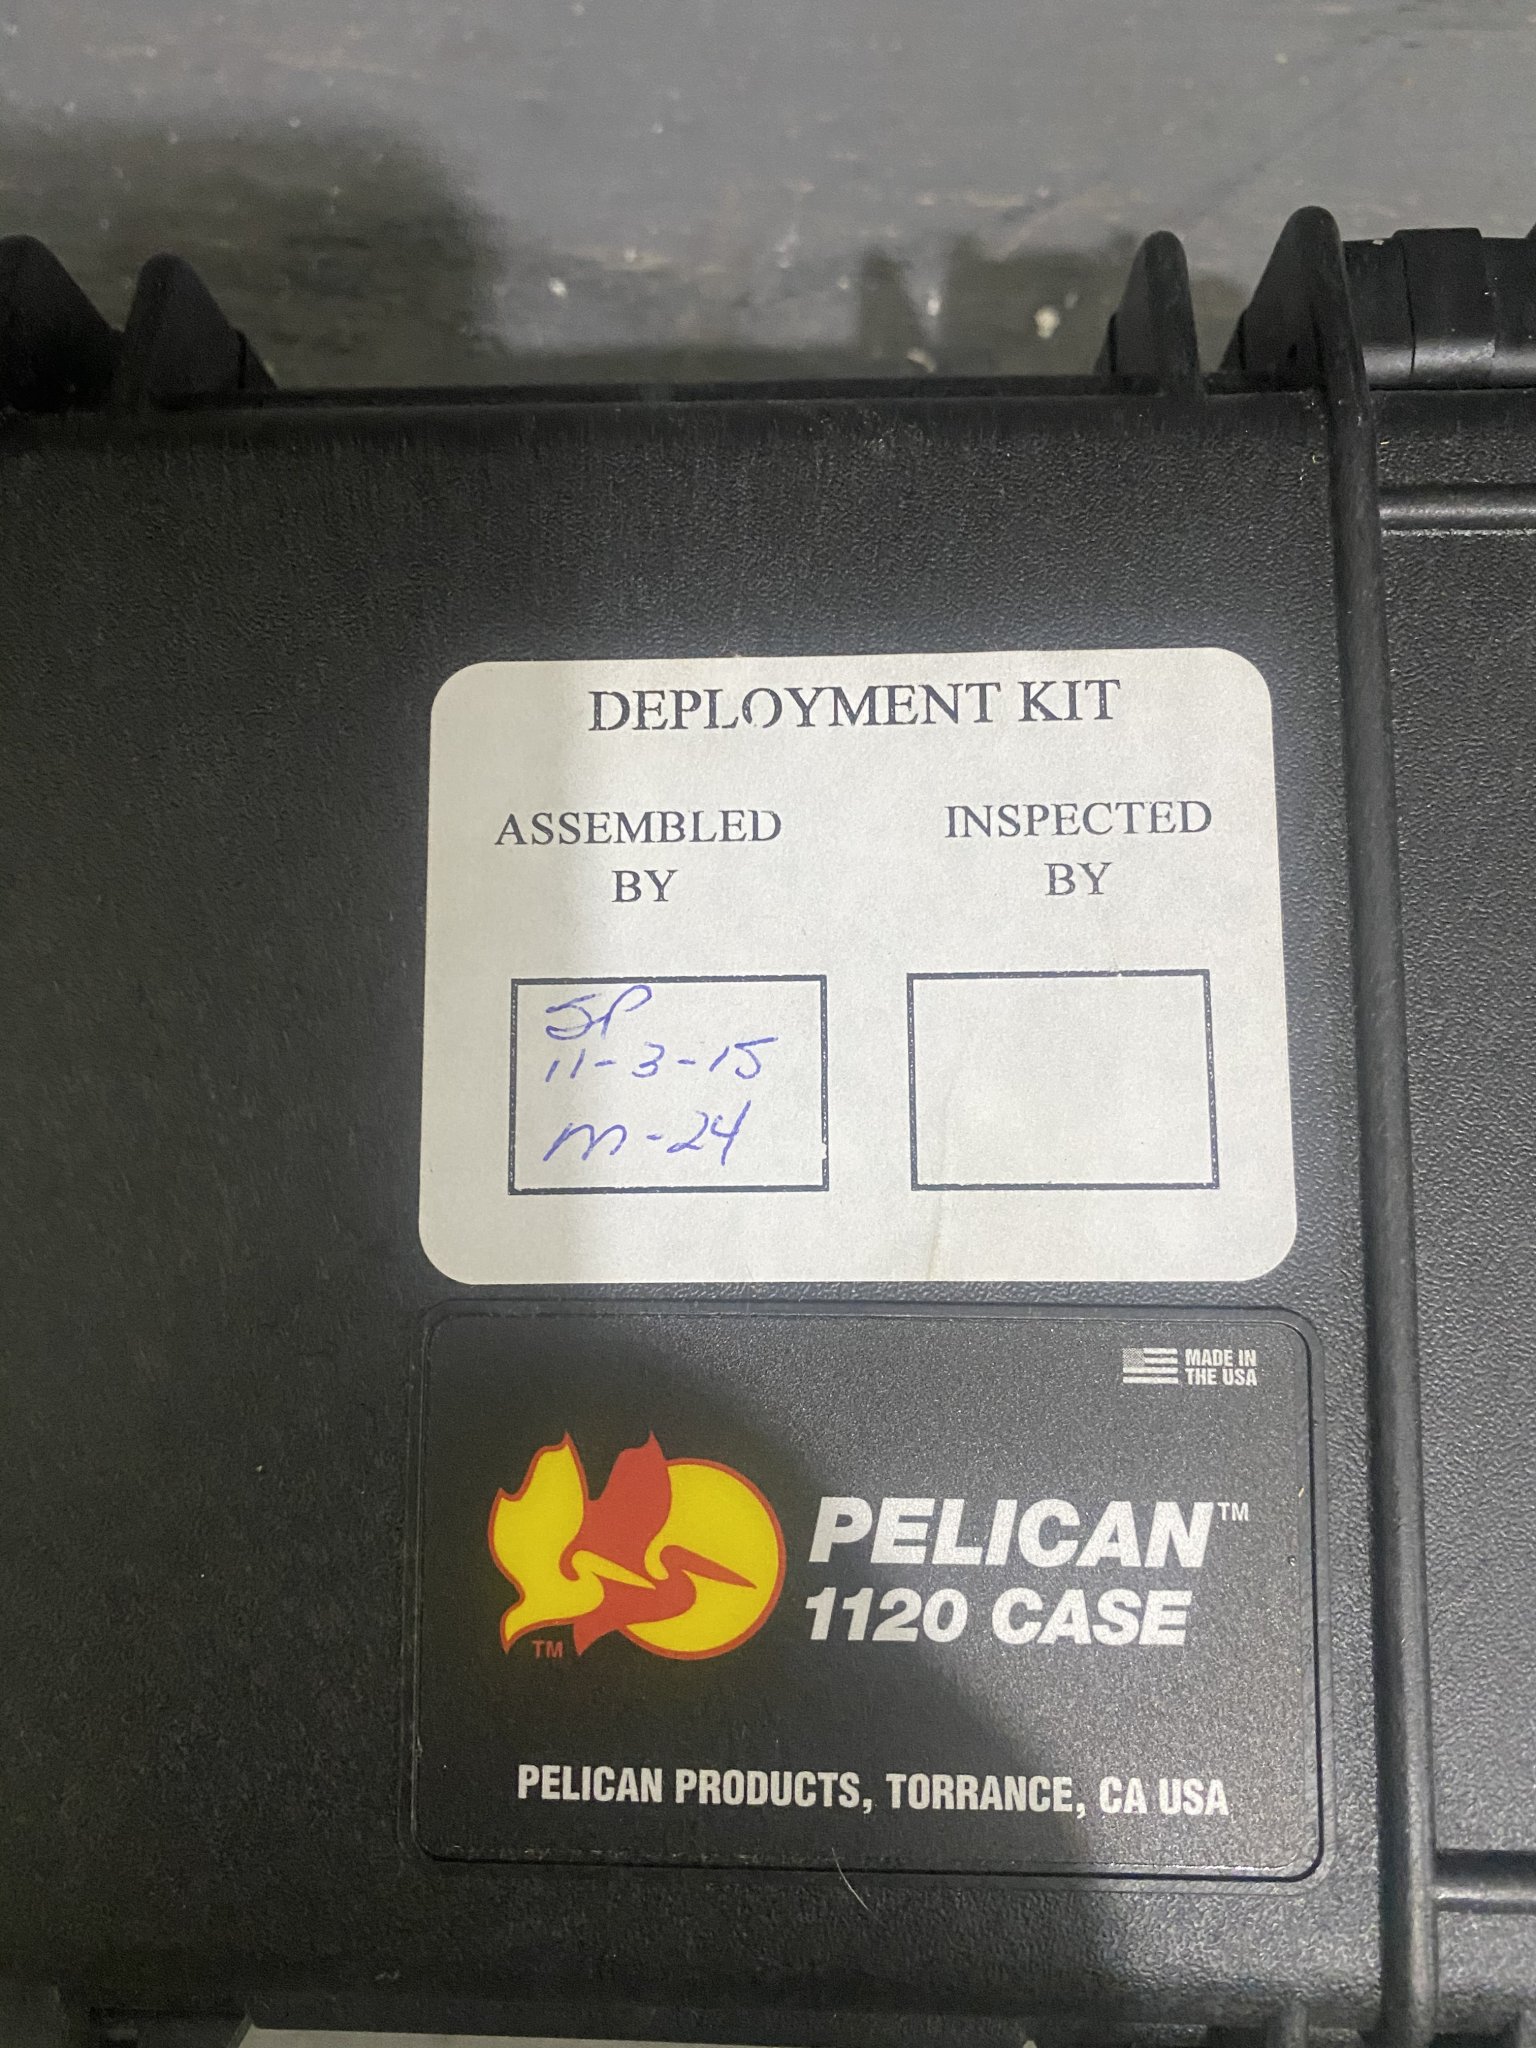 DEPLOYMENT KIT
ASSEMBLED
BY
INSPECTED
BY
JP
11-3-15
M-24
MADE IN
THE USA
PELICAN™
1120 CASE
TM
PELICAN PRODUCTS, TORRANCE, CA USA